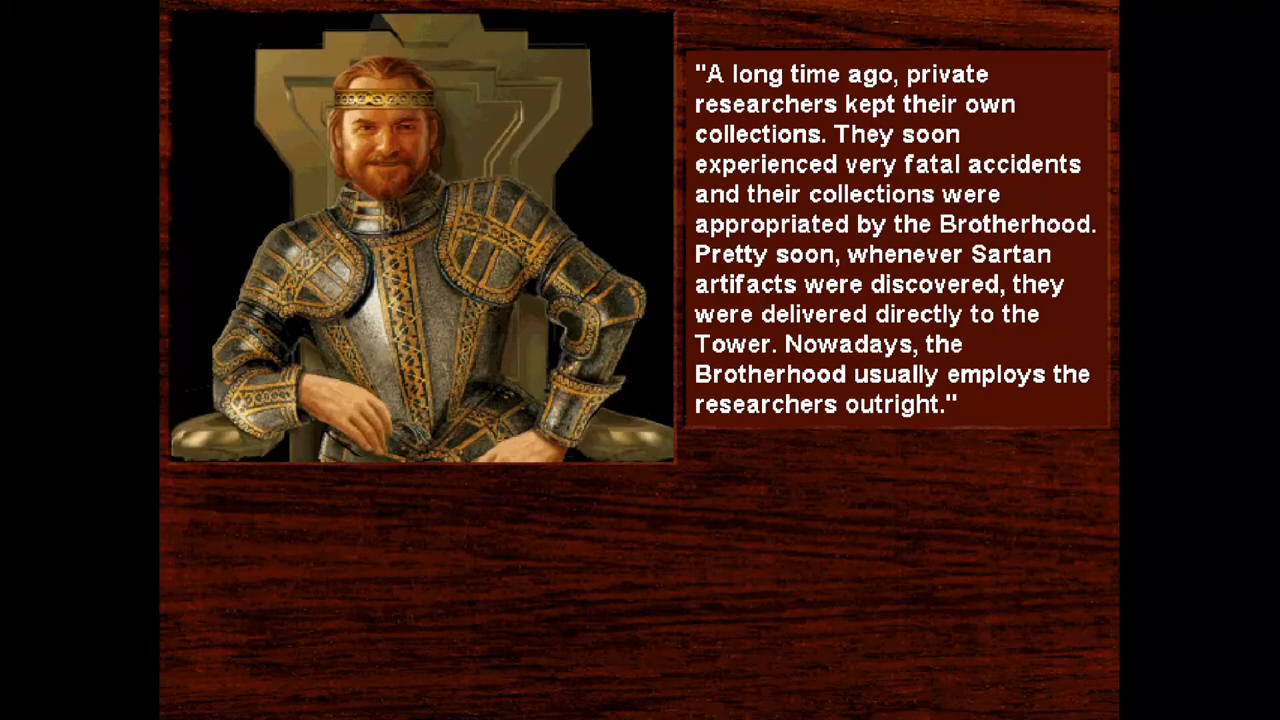 "A long time ago, private
researchers kept their own
collections. They soon
experienced very fatal accidents
and their collections were
appropriated by the Brotherhood.
Pretty soon, whenever Sartan
artifacts were discovered, they
were delivered directly to the
Tower. Nowadays, the
Brotherhood usually employs the
researchers outright."